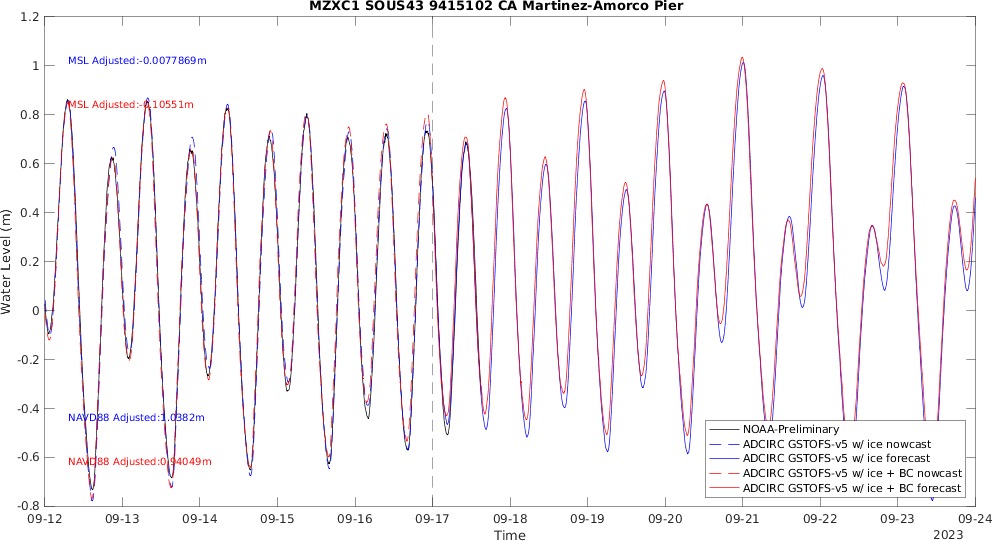 MZXC1 SOUS43 9415102 CA Martinez-Amorco Pier
1.2
1
0.8
0.6
0.4
0.2
0
-0.2
-0.4
-0.6
-0.8
Water Level (m)
MSL Adjusted:-0.0077869m
MSL Adjusted:-0.10551m
NAVD88 Adjusted:1.0382m
NAVD88 Adjusted:0.94049m
NOAA-Preliminary
ADCIRC GSTOFS-v5 w/ ice nowcast
ADCIRC GSTOFS-v5 w/ ice forecast
ADCIRC GSTOFS-v5 w/ ice + BC nowcast
ADCIRC GSTOFS-v5 w/ ice + BC forecast
09-12 09-13 09-14 09-15 09-16 09-17 09-18 09-19 09-20 09-21 09-22 09-23 09-24
Time
2023